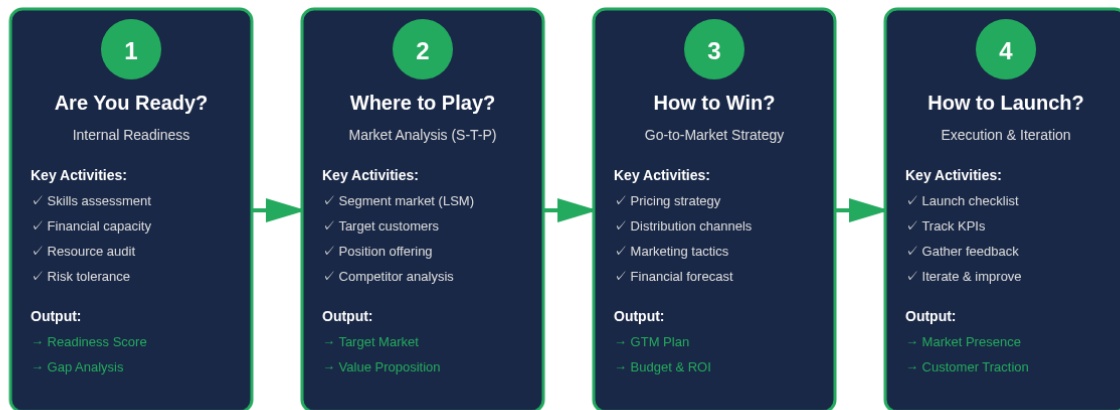 1
Are You Ready?
Internal Readiness
Key Activities:
✓ Skills assessment
✓ Financial capacity
✓ Resource audit
✓ Risk tolerance
Output:
→ Readiness Score
→ Gap Analysis
2
Where to Play?
Market Analysis (S-T-P)
Key Activities:
✓ Segment market (LSM)
✓ Target customers
✓ Position offering
✓ Competitor analysis
Output:
→ Target Market
→ Value Proposition
3
How to Win?
Go-to-Market Strategy
Key Activities:
✓ Pricing strategy
✓ Distribution channels
✓ Marketing tactics
✓ Financial forecast
Output:
→ GTM Plan
→ Budget & ROI
4
How to Launch?
Execution & Iteration
Key Activities:
✓ Launch checklist
✓ Track KPIs
✓ Gather feedback
✓ Iterate & improve
Output:
→ Market Presence
→ Customer Traction